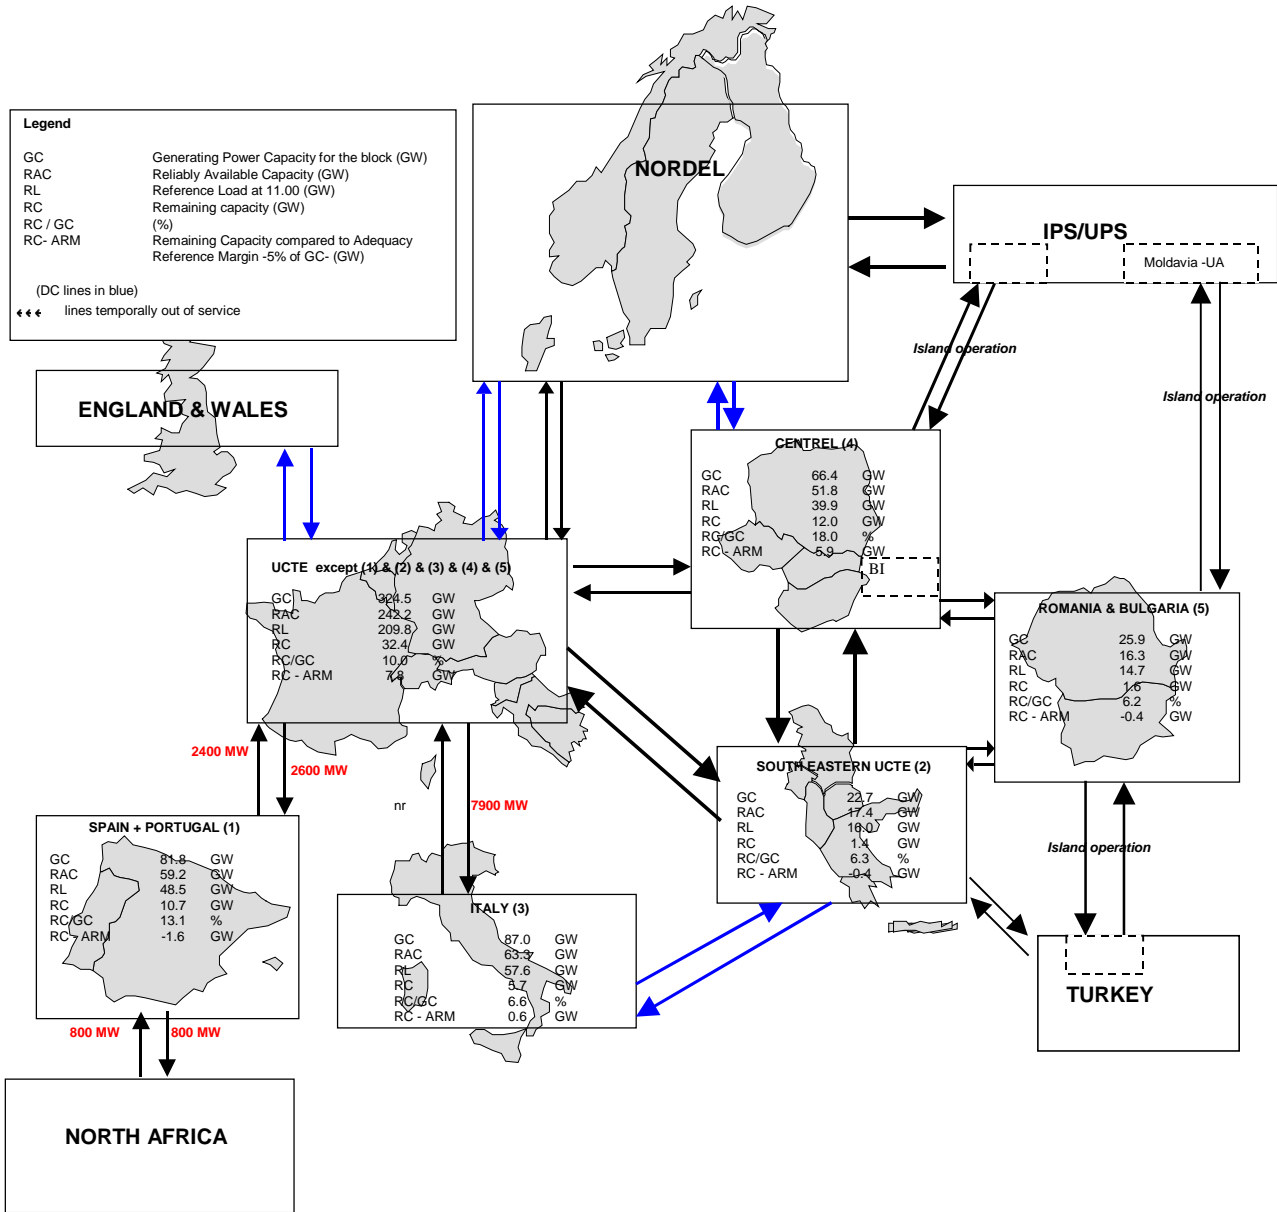 Legend
GC Generating Power Capacity for the block (GW)
RAC Reliably Available Capacity (GW)
RL Reference Load at 11.00 (GW)
RC Remaining capacity (GW)
RC / GC (%)
RC- ARM Remaining Capacity compared to Adequacy
Reference Margin -5% of GC- (GW)
(DC lines in blue)
lines temporally out of service
NORDEL
IPS/UPS
Moldavia -UA
Island operation
Island operation
ENGLAND & WALES
CENTREL (4)
GC 66.4 GW
RAC 51.8 GW
RL 39.9 GW
RC 12.0 GW
RC/GC 18.0 %
RC - ARM 5.9 GW
BI
UCTE except (1) & (2) & (3) & (4) & (5)
GC 324.5 GW
RAC 242.2 GW
RL 209.8 GW
RC 32.4 GW
RC/GC 10.0 %
RC - ARM 7.8 GW
ROMANIA & BULGARIA (5)
GC 25.9 GW
RAC 16.3 GW
RL 14.7 GW
RC 1.6 GW
RC/GC 6.2 %
RC - ARM -0.4 GW
2400 MW
2600 MW
nr
7900 MW
SOUTH EASTERN UCTE (2)
GC 22.7 GW
RAC 17.4 GW
RL 16.0 GW
RC 1.4 GW
RC/GC 6.3 %
RC - ARM -0.4 GW
Island operation
SPAIN + PORTUGAL (1)
GC 81.8 GW
RAC 59.2 GW
RL 48.5 GW
RC 10.7 GW
RC/GC 13.1 %
RC - ARM -1.6 GW
ITALY (3)
GC 87.0 GW
RAC 63.3 GW
RL 57.6 GW
RC 5.7 GW
RC/GC 6.6 %
RC - ARM 0.6 GW
TURKEY
800 MW
800 MW
NORTH AFRICA